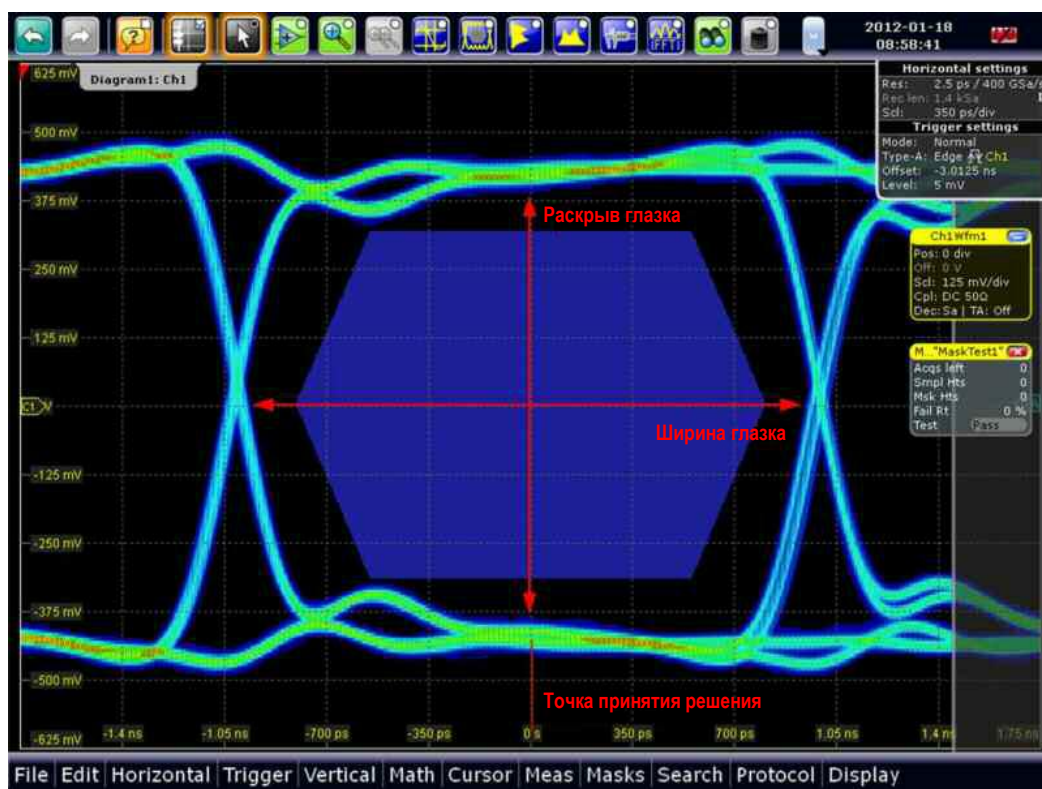 2012-01-18
08:58:41
(FFT)
Diagram1: Ch1
625 mV
500 mV
375 mV
250 mV
125 mV
C1 V
-125 mV
-250 mV
-375 mV
-500 mV
-625 mV
-1.4 ns
-1.05 ns
-700 ps
-350 ps
0 s
350 ps
700 ps
1.05 ns
1.4 n
1.75 ns
Раскрыв глазка
Ширина глазка
Точка принятия решения
Horizontal settings
Res: 2.5 ps / 400 GSa/s
Rec len: 1.4 kSa
Scl: 350 ps/div
Trigger settings
Mode: Normal
Type-A: Edge Ch1
Offset: -3.0125 ns
Level: 5 mV
Ch1Wfm1
Pos: 0 div
Off: 0 V
Scl: 125 mV/div
Cpl: DC 50Ω
Dec: Sa | TA: Off
M..."MaskTest1"
Acqs left 0
Smpl Hts 0
Msk Hts 0
Fail Rt 0 %
Test Pass
File Edit Horizontal Trigger Vertical Math Cursor Meas Masks Search Protocol Display